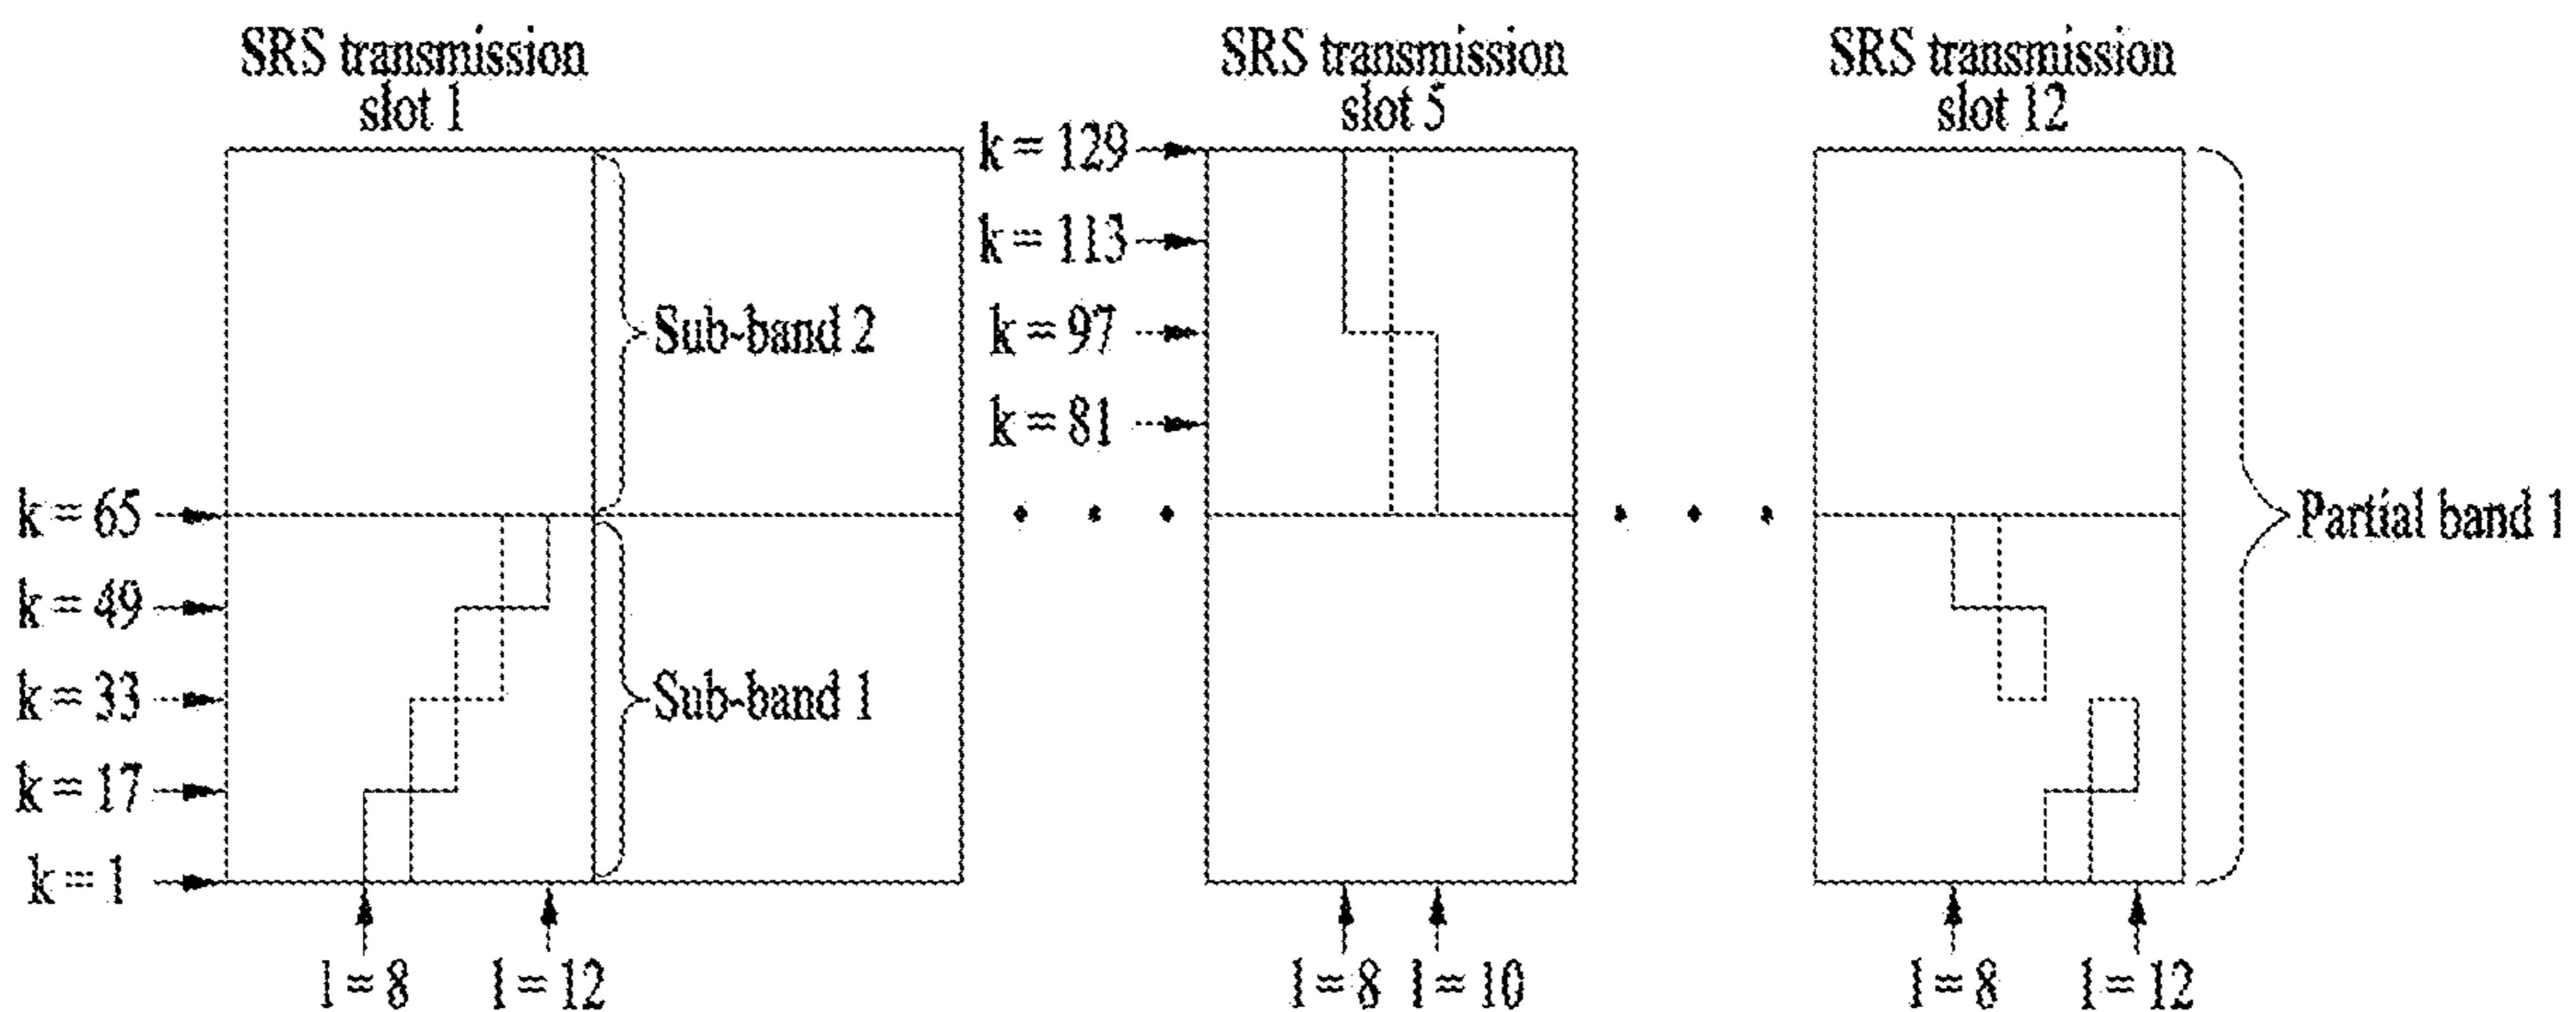 SRS transmission
slot 1
SRS transmission
slot 5
SRS transmission
slot 12
k = 129
k = 113
k = 97
k = 81
Sub-band 2
k = 65
k = 49
k = 33
k = 17
k = 1
Sub-band 1
Partial band 1
l = 8
l = 12
l = 8
l = 10
l = 8
l = 12